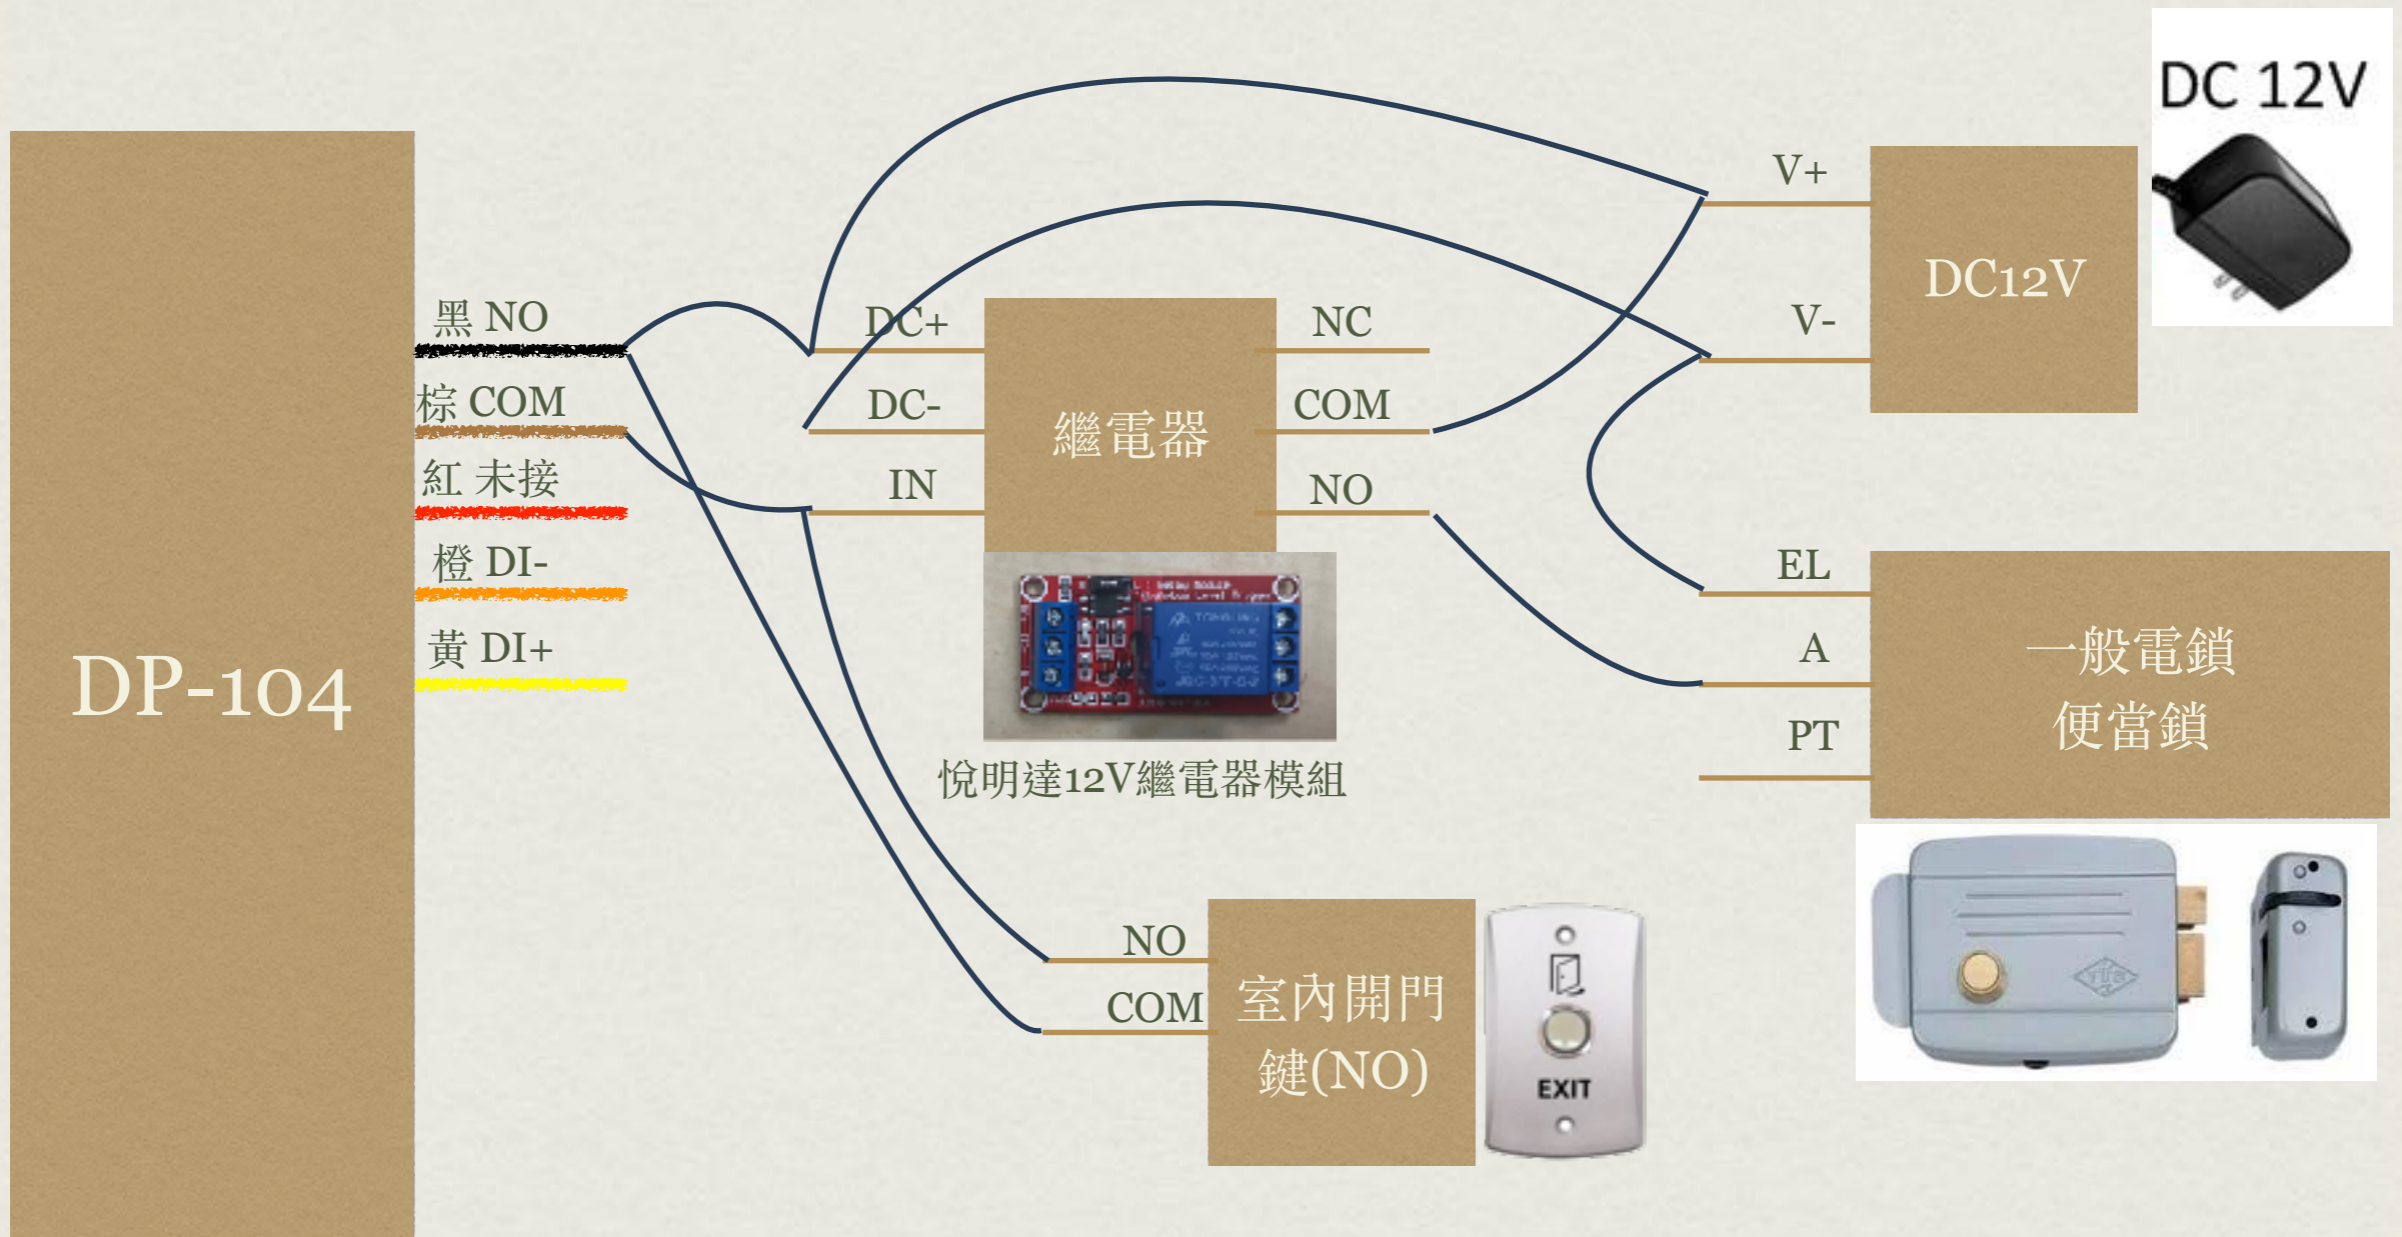 DC 12V
V+
DC12V
V-
黑 NO
棕 COM
紅 未接
橙 DI-
黃 DI+
DP-104
DC+
DC-
IN
繼電器
NC
COM
NO
悅明達12V繼電器模組
EL
A
PT
一般電鎖
便當鎖
NO
COM
室內開門
鍵(NO)
EXIT